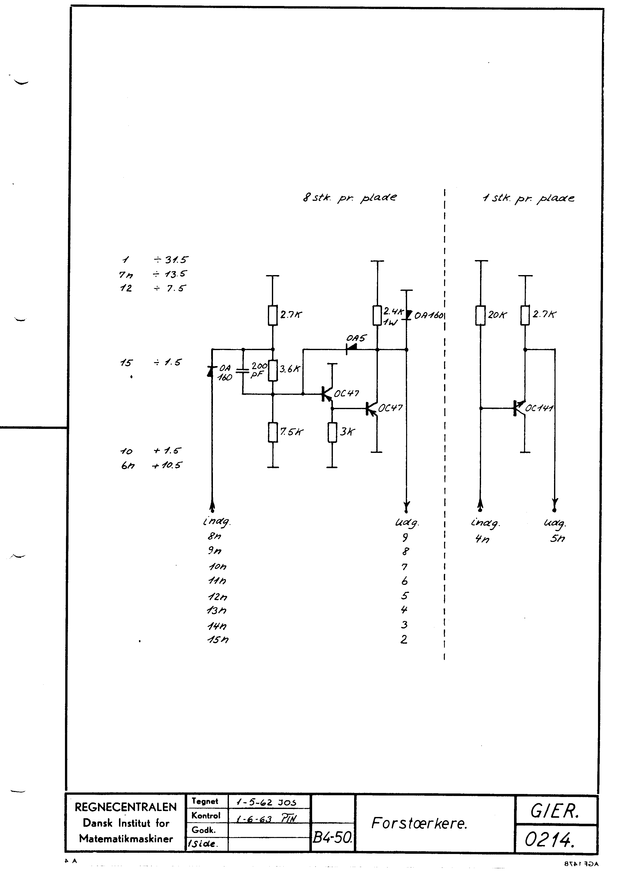 8 stk. pr. plade
1 stk. pr. plade
1 ÷ 31.5
7n ÷ 13.5
12 ÷ 7.5
15 ÷ 1.5
10 + 1.5
6n + 10.5
2.7K
2.4K
1W
OA160
20K
2.7K
OA5
OA
160
200
pF
3.6K
OC47
OC47
OC141
7.5K
3K
indg.
udg.
indg.
udg.
8n 9 4n 5n
9n 8
10n 7
11n 6
12n 5
13n 4
14n 3
15n 2
REGNECENTRALEN
Dansk Institut for
Matematikmaskiner
Tegnet 1-5-62 JOS
Kontrol 1-6-63
Godk.
1 Side.
B4-50.
Forstærkere.
GIER.
0214.
A 4
AGF 1478